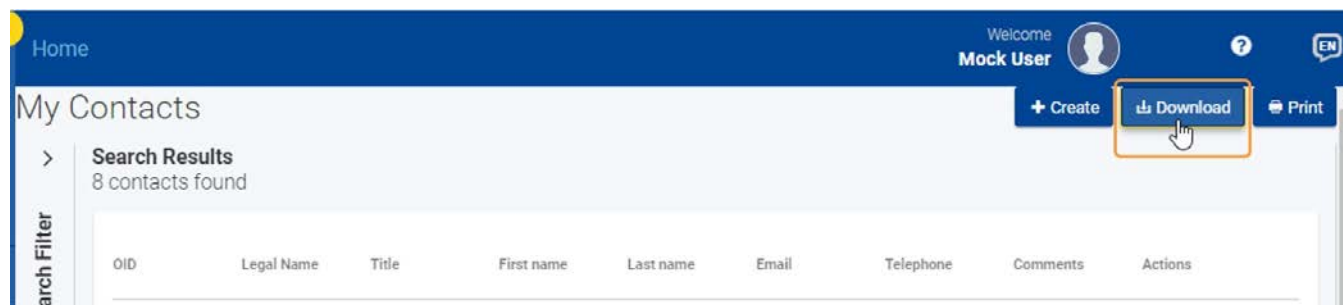 Home
Welcome
Mock User
?
EN
My Contacts
+ Create
Download
Print
>
Search Results
8 contacts found
arch Filter
OID Legal Name Title First name Last name Email Telephone Comments Actions